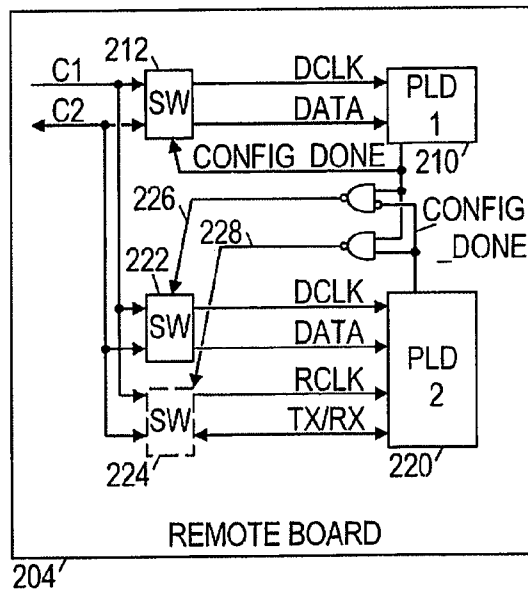 212
C1
C2
SW
DCLK
DATA
CONFIG_DONE
PLD
1
210
226
228
CONFIG
_DONE
222
SW
DCLK
DATA
PLD
2
SW
RCLK
TX/RX
224
220
REMOTE BOARD
204